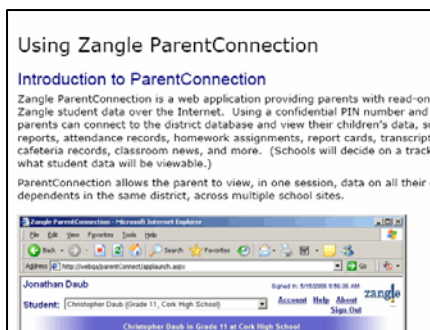 Using Zangle ParentConnection
Introduction to ParentConnection
Zangle ParentConnection is a web application providing parents with read-on
Zangle student data over the Internet. Using a confidential PIN number and
parents can connect to the district database and view their children's data, su
reports, attendance records, homework assignments, report cards, transcript
cafeteria records, classroom news, and more. (Schools will decide on a track
what student data will be viewable.)
ParentConnection allows the parent to view, in one session, data on all their
dependents in the same district, across multiple school sites.
Zangle ParentConnection - Microsoft Internet Explorer
File Edit View Favorites Tools Help
Back Search Favorites
Address http://webqa/parentConnect/applaunch.aspx Go
Jonathan Daub Signed in: 5/15/2006 9:56:36 AM zangle
Student: Christopher Daub (Grade 11, Cork High School) Account Help About
Sign Out
Christopher Daub in Grade 11 at Cork High School